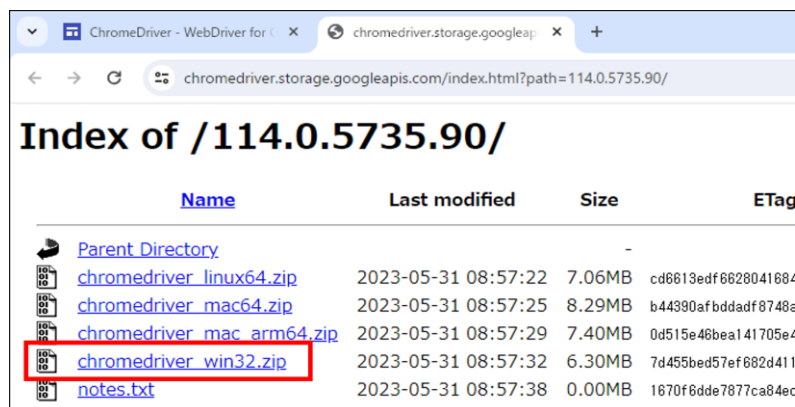 ChromeDriver - WebDriver for
chromedriver.storage.googleap
chromedriver.storage.googleapis.com/index.html?path=114.0.5735.90/
Index of /114.0.5735.90/
Name Last modified Size ETag
Parent Directory -
chromedriver_linux64.zip 2023-05-31 08:57:22 7.06MB cd6613edf6628041684
chromedriver_mac64.zip 2023-05-31 08:57:25 8.29MB b44390afbddadf8748a
chromedriver_mac_arm64.zip 2023-05-31 08:57:29 7.40MB 0d515e46bea141705e4
chromedriver_win32.zip 2023-05-31 08:57:32 6.30MB 7d455bed57ef682d411
notes.txt 2023-05-31 08:57:38 0.00MB 1670f6dde7877ca84ec